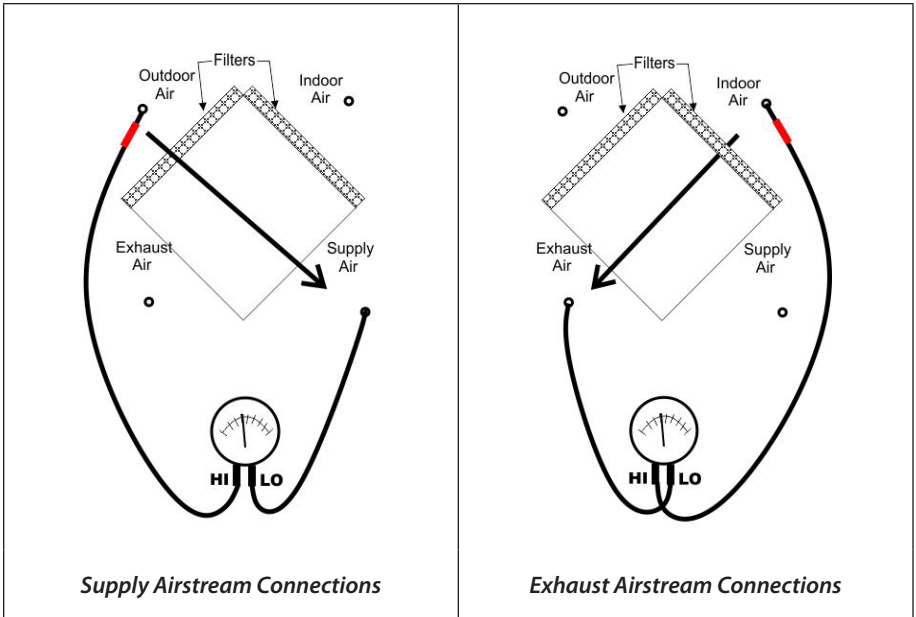 Filters
Outdoor
Air
Indoor
Air
Exhaust
Air
Supply
Air
HI LO
Supply Airstream Connections
Filters
Outdoor
Air
Indoor
Air
Exhaust
Air
Supply
Air
HI LO
Exhaust Airstream Connections